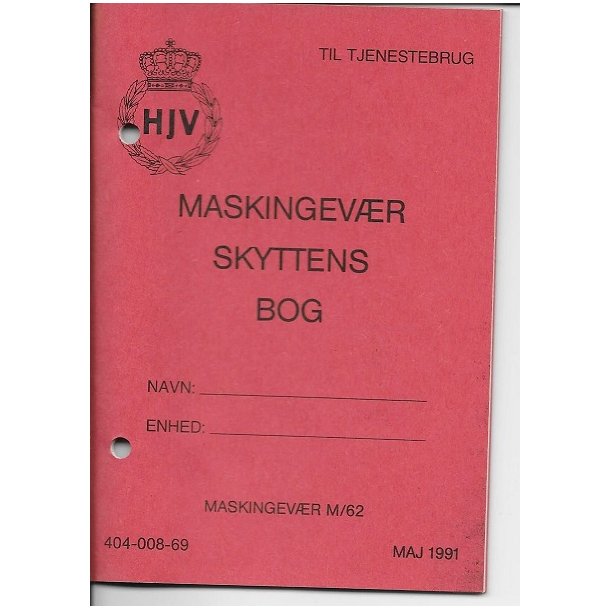 TIL TJENESTEBRUG
HJV
MASKINGEVÆR
SKYTTENS
BOG
NAVN:
ENHED:
MASKINGEVÆR M/62
404-008-69
MAJ 1991